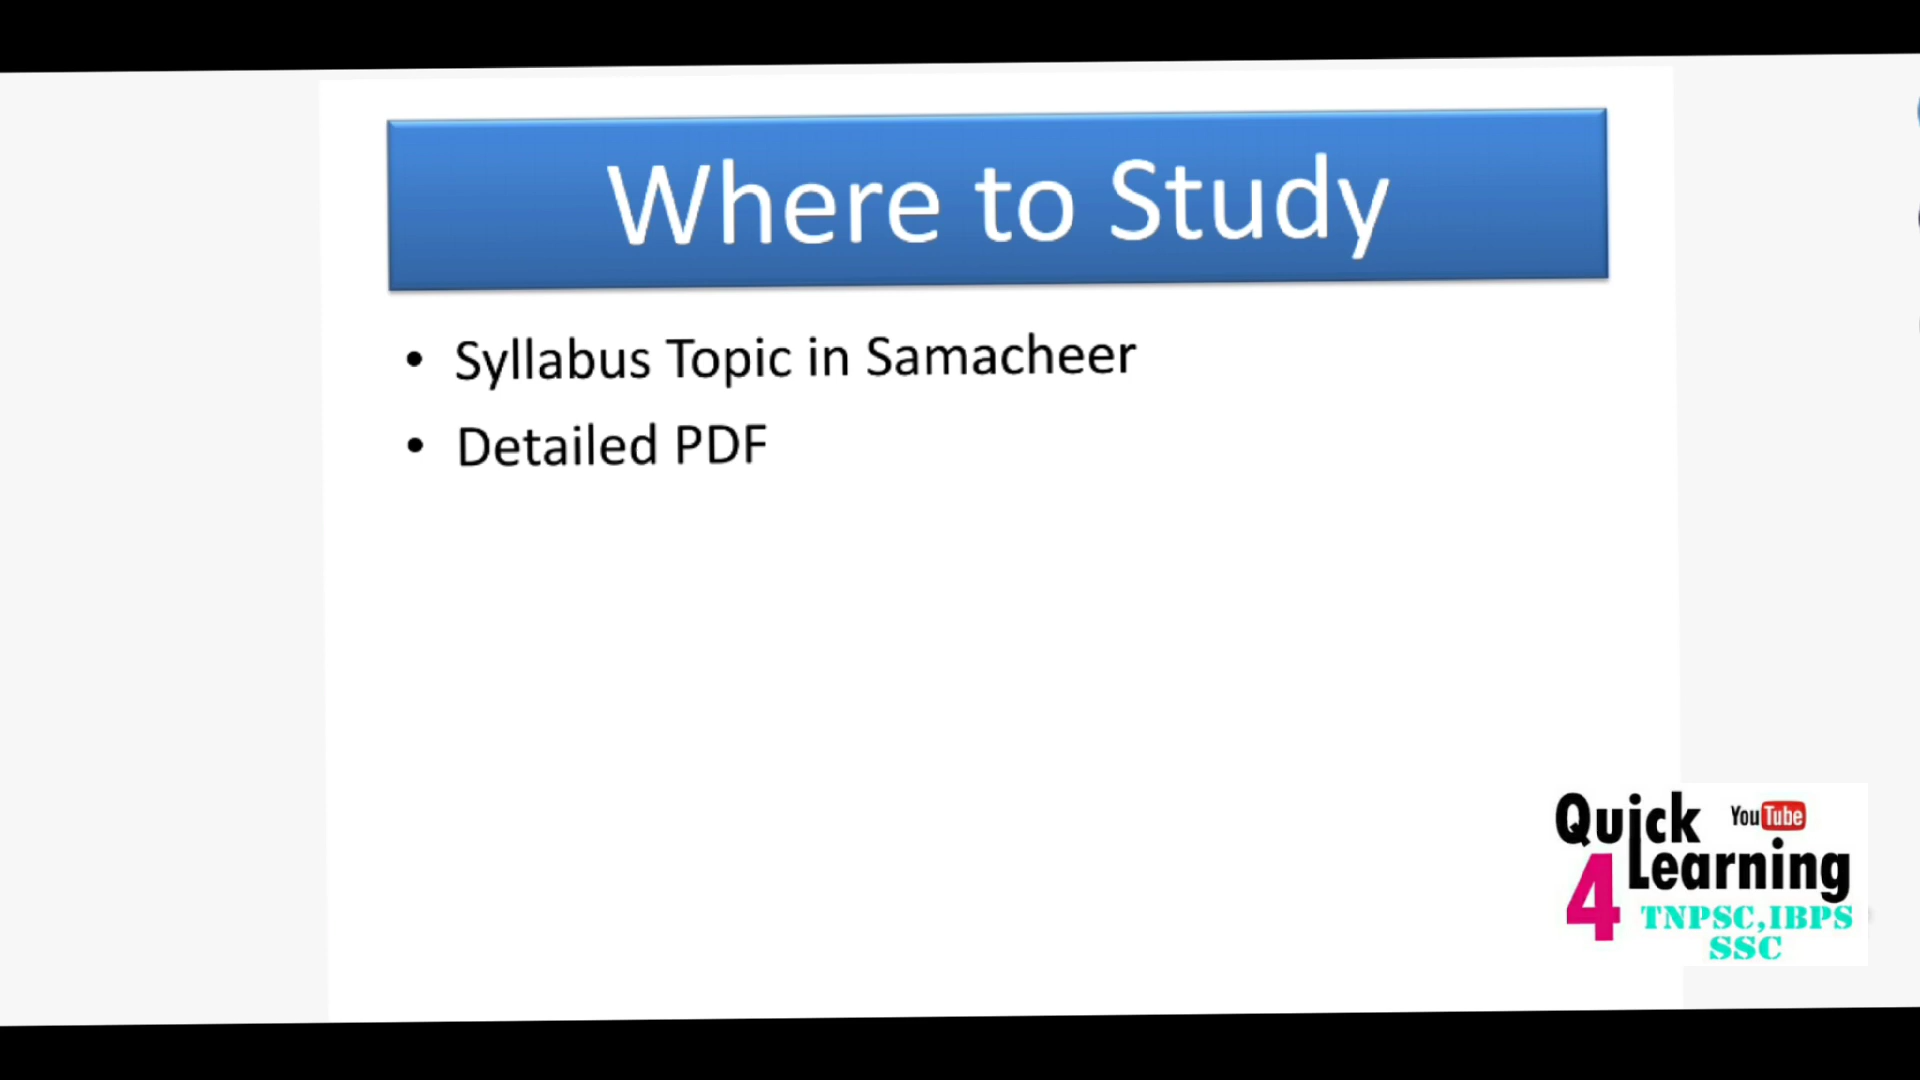 Where to Study
• Syllabus Topic in Samacheer
• Detailed PDF
Quick YouTube
4 Learning
TNPSC,IBPS
SSC